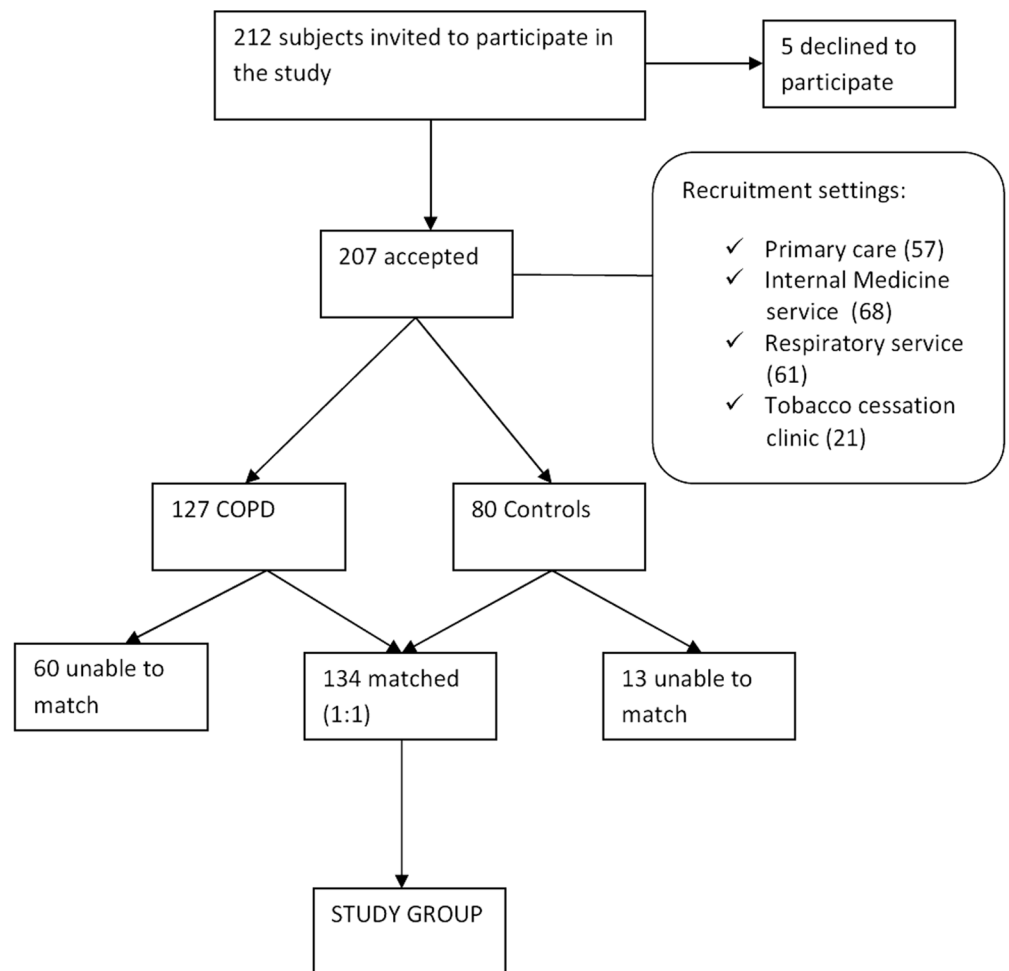 212 subjects invited to participate in
the study
5 declined to
participate
Recruitment settings:
✓ Primary care (57)
✓ Internal Medicine
service (68)
✓ Respiratory service
(61)
✓ Tobacco cessation
clinic (21)
207 accepted
127 COPD
80 Controls
60 unable to
match
134 matched
(1:1)
13 unable to
match
STUDY GROUP